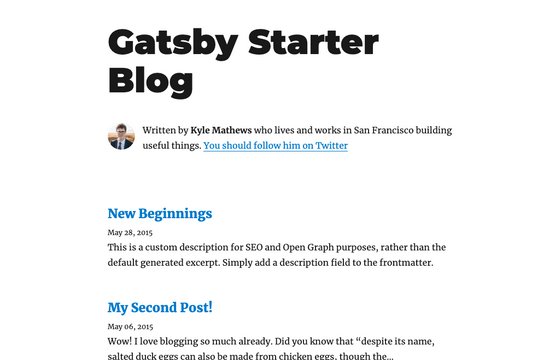 Gatsby Starter
Blog
Written by Kyle Mathews who lives and works in San Francisco building
useful things. You should follow him on Twitter
New Beginnings
May 28, 2015
This is a custom description for SEO and Open Graph purposes, rather than the
default generated excerpt. Simply add a description field to the frontmatter.
My Second Post!
May 06, 2015
Wow! I love blogging so much already. Did you know that “despite its name,
salted duck eggs can also be made from chicken eggs, though the…